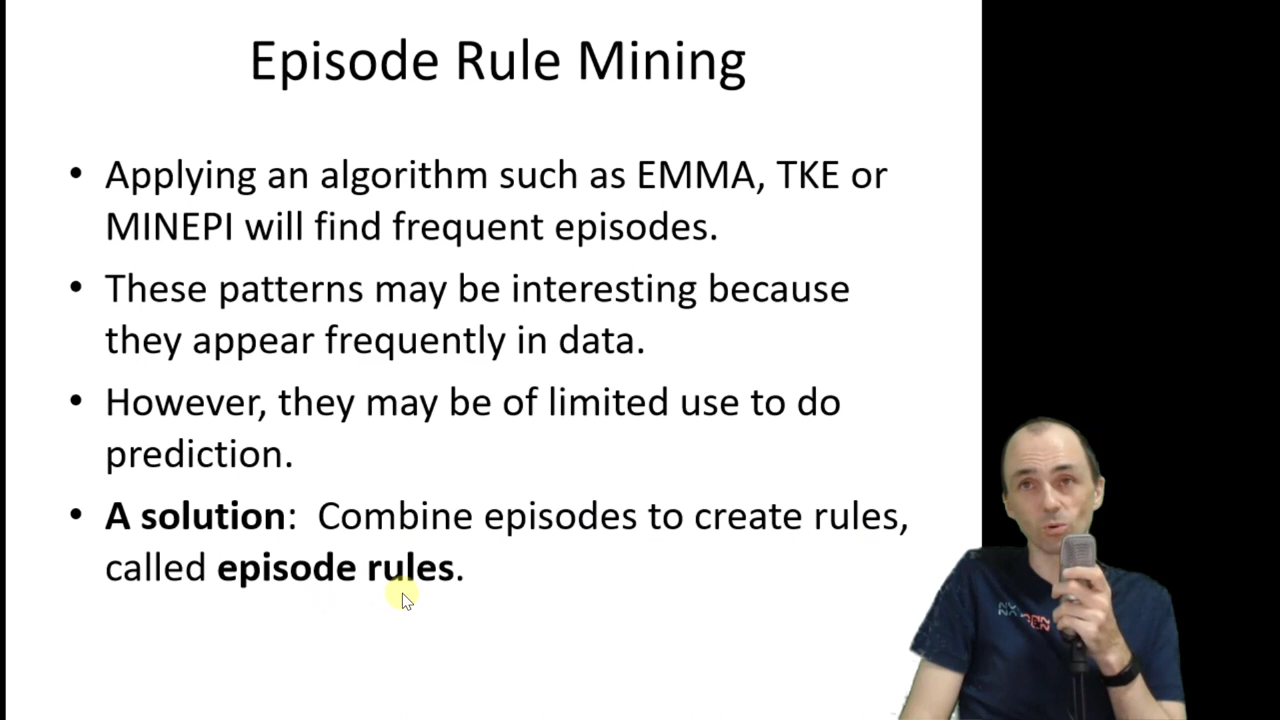 Episode Rule Mining
• Applying an algorithm such as EMMA, TKE or
MINEPI will find frequent episodes.
• These patterns may be interesting because
they appear frequently in data.
• However, they may be of limited use to do
prediction.
• A solution:  Combine episodes to create rules,
called episode rules.